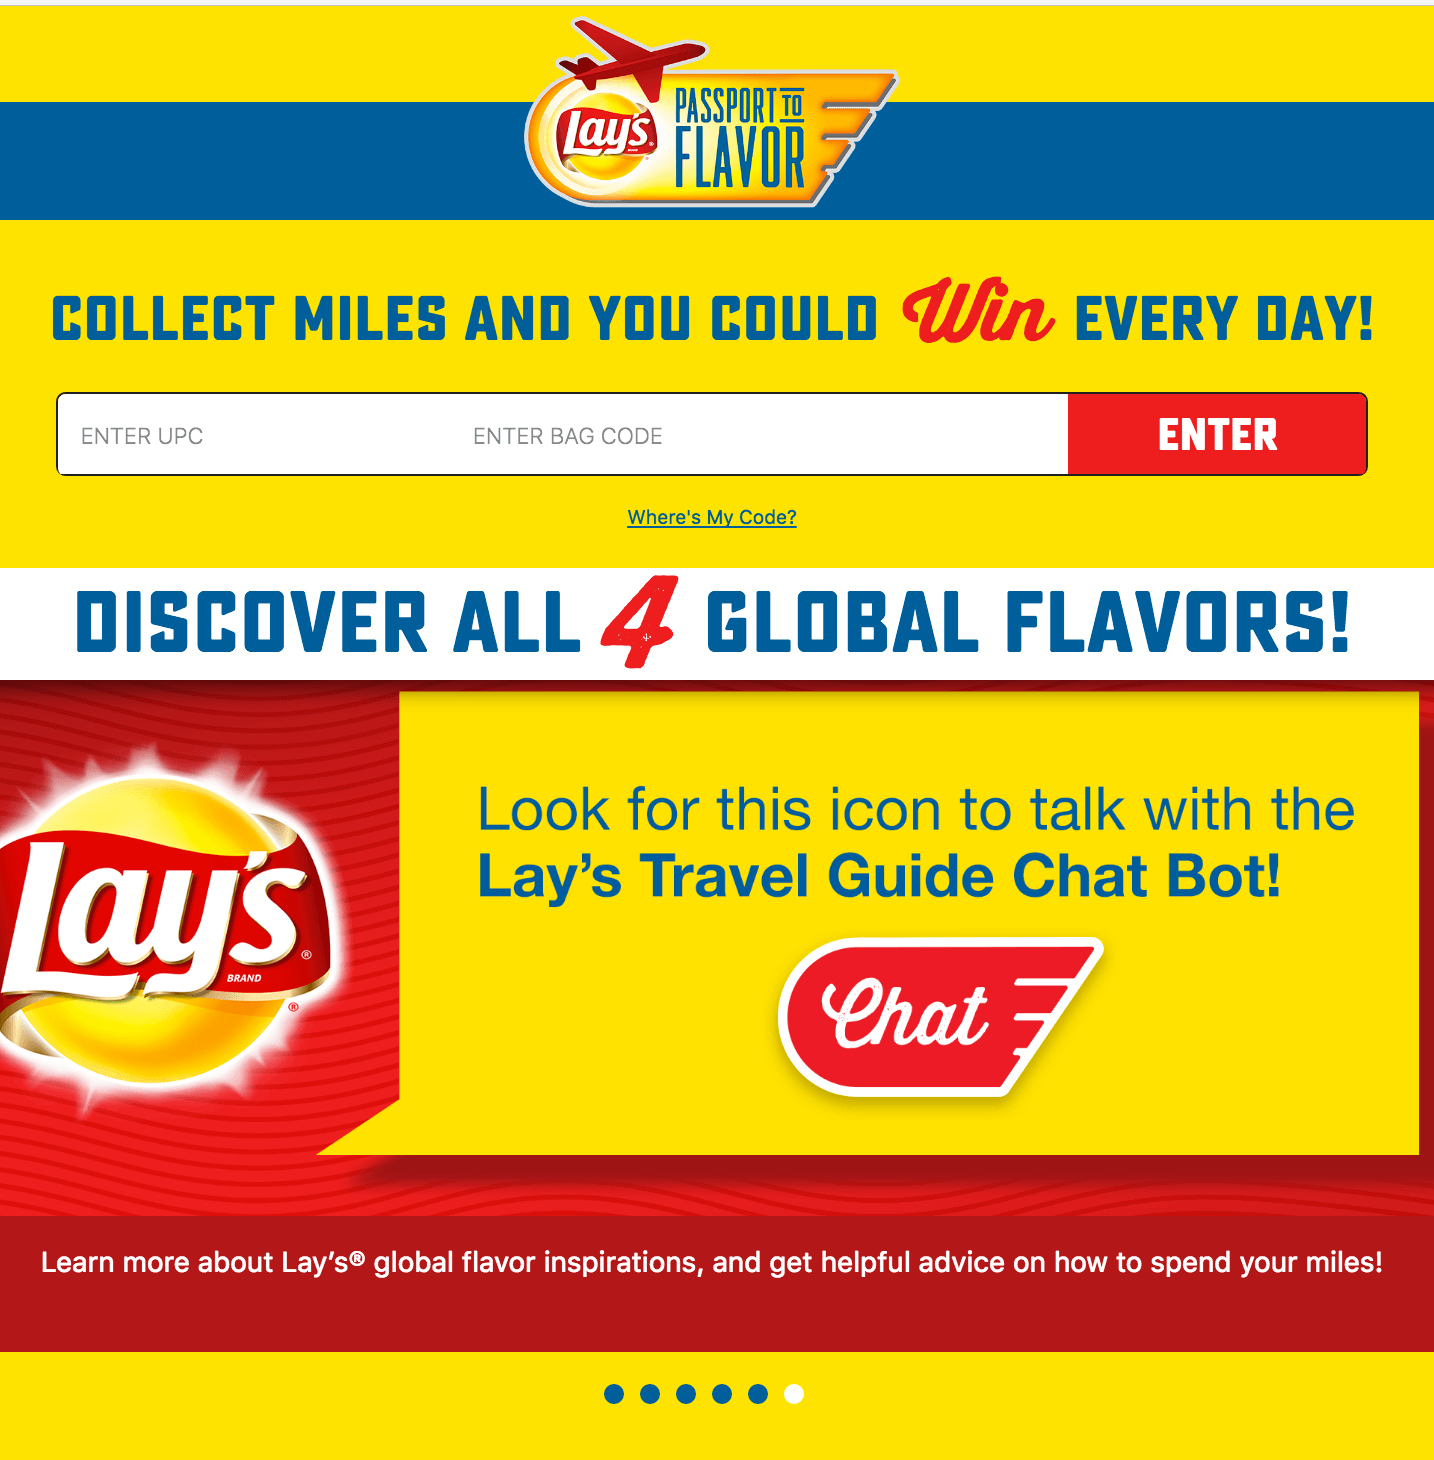 Lay's
PASSPORT TO
FLAVOR
COLLECT MILES AND YOU COULD Win EVERY DAY!
ENTER UPC
ENTER BAG CODE
ENTER
Where's My Code?
DISCOVER ALL 4 GLOBAL FLAVORS!
Look for this icon to talk with the
Lay's Travel Guide Chat Bot!
Lay's®
BRAND
®
Chat
Learn more about Lay's® global flavor inspirations, and get helpful advice on how to spend your miles!